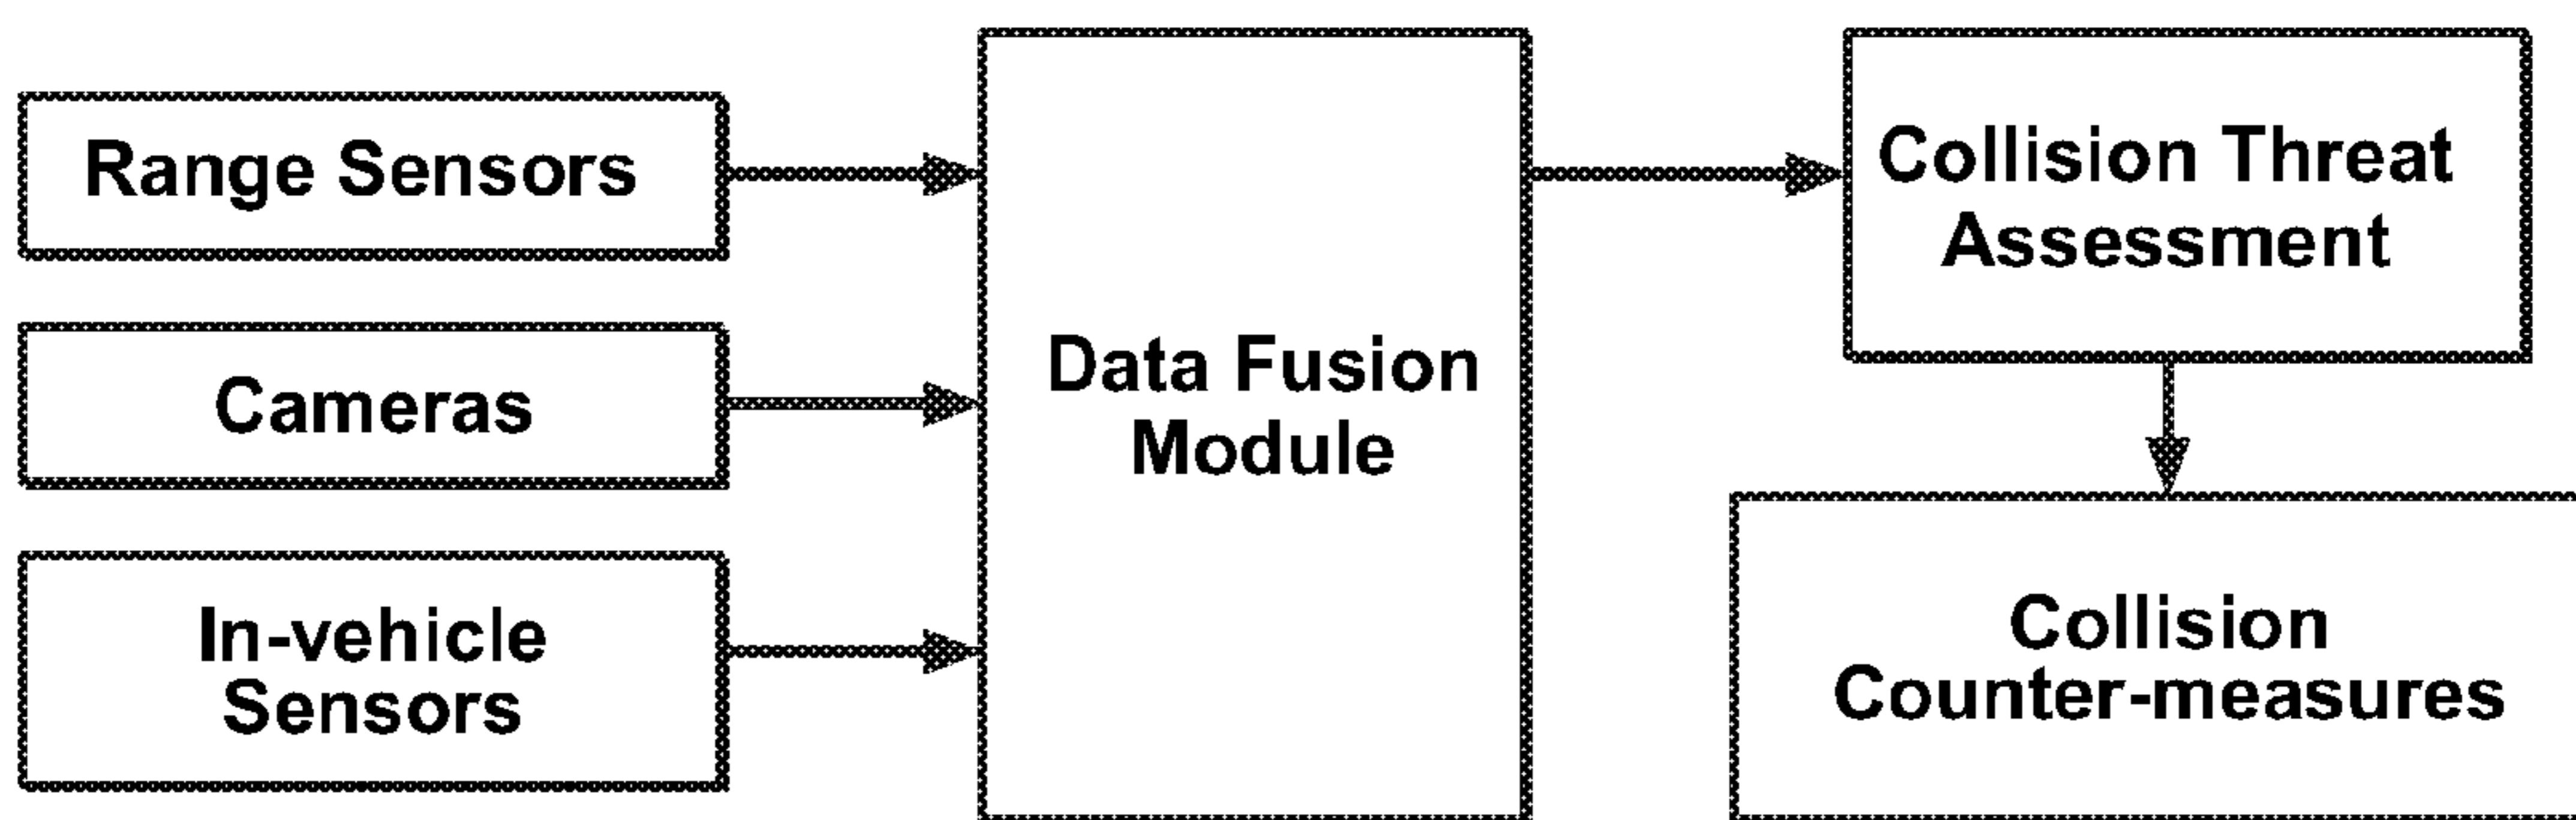 Range Sensors
Cameras
In-vehicle
Sensors
Data Fusion
Module
Collision Threat
Assessment
Collision
Counter-measures